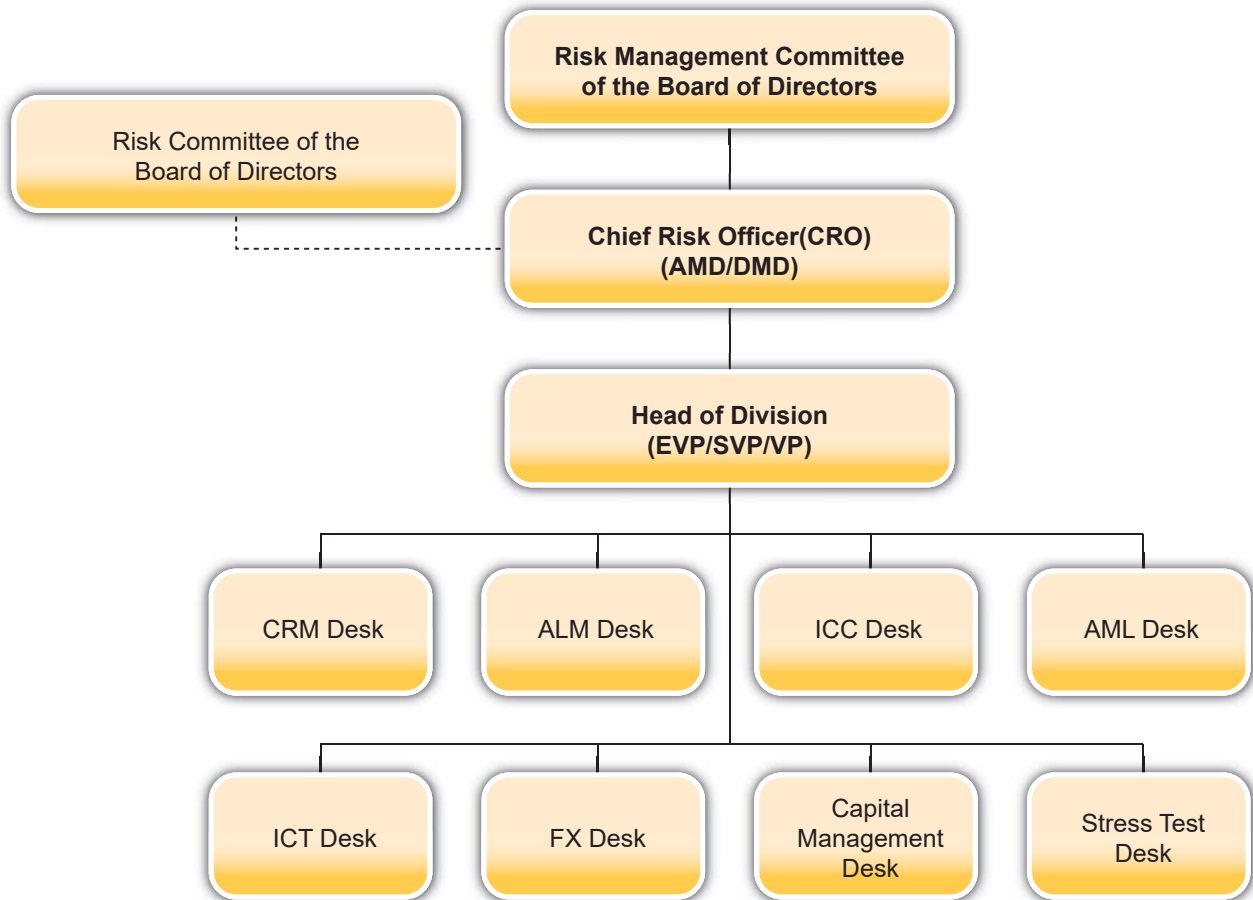 Risk Management Committee
of the Board of Directors
Risk Committee of the
Board of Directors
Chief Risk Officer(CRO)
(AMD/DMD)
Head of Division
(EVP/SVP/VP)
CRM Desk
ALM Desk
ICC Desk
AML Desk
ICT Desk
FX Desk
Capital
Management
Desk
Stress Test
Desk